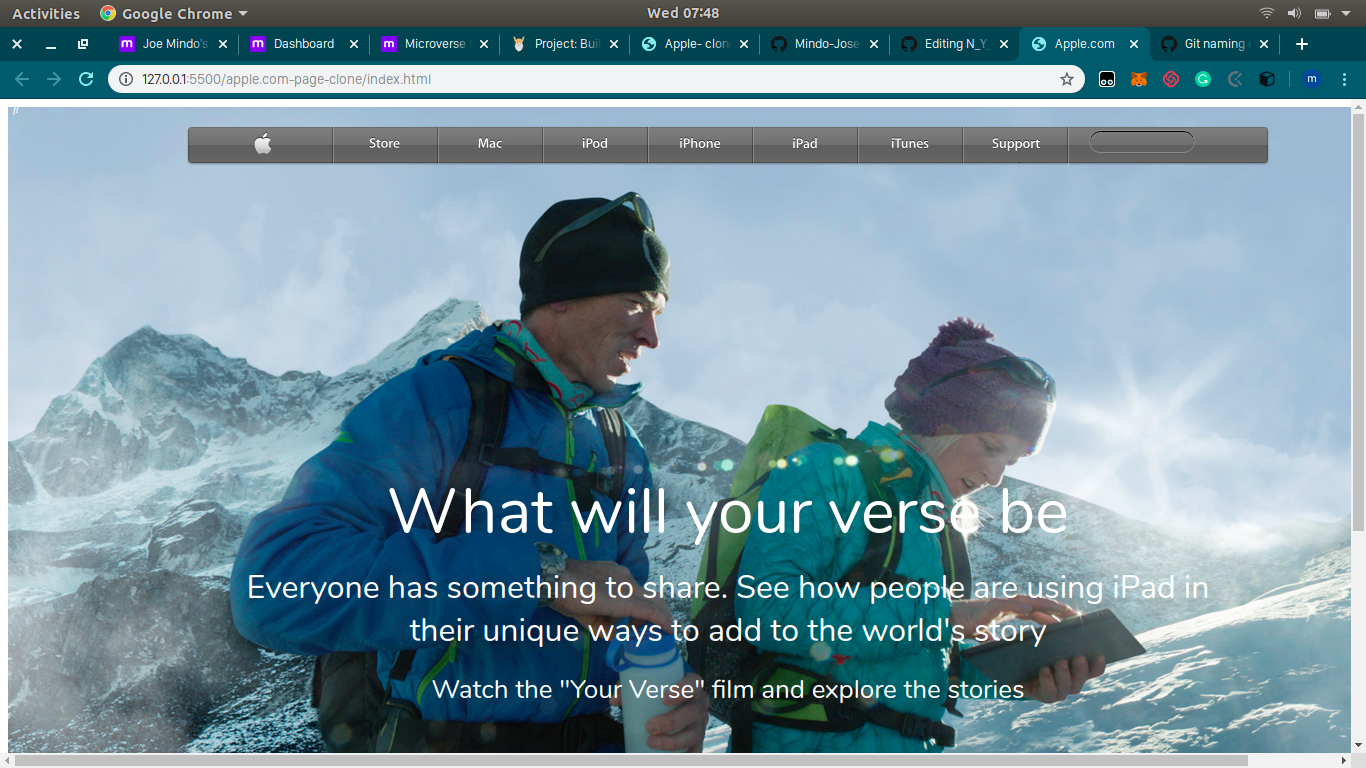 Activities Google Chrome Wed 07:48
Joe Mindo's Dashboard Microverse Project: Buil Apple- clon Mindo-Jose Editing N_Y_ Apple.com Git naming
127.0.0.1:5500/apple.com-page-clone/index.html m
Store Mac iPod iPhone iPad iTunes Support
What will your verse be
Everyone has something to share. See how people are using iPad in
their unique ways to add to the world's story
Watch the "Your Verse" film and explore the stories